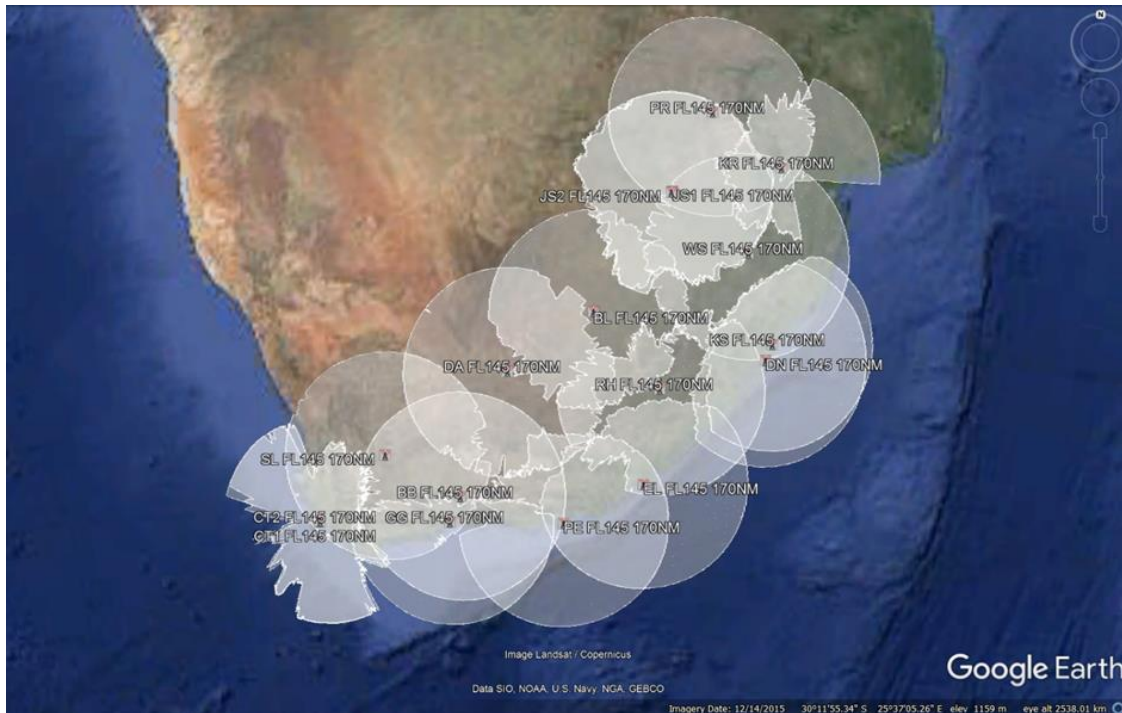 N
PR FL145 170NM
KR FL145 170NM
JS2 FL145 170NM
JS1 FL145 170NM
WS FL145 170NM
BL FL145 170NM
KS FL145 170NM
DA FL145 170NM
DN FL145 170NM
RH FL145 170NM
SL FL145 170NM
BB FL145 170NM
EL FL145 170NM
CT2 FL145 170NM
GG FL145 170NM
PE FL145 170NM
CT1 FL145 170NM
Image Landsat / Copernicus
Google Earth
Data SIO, NOAA, U.S. Navy, NGA, GEBCO
Imagery Date: 12/14/2015 30°11'55.34" S 25°37'05.26" E elev 1159 m eye alt 2538.01 km